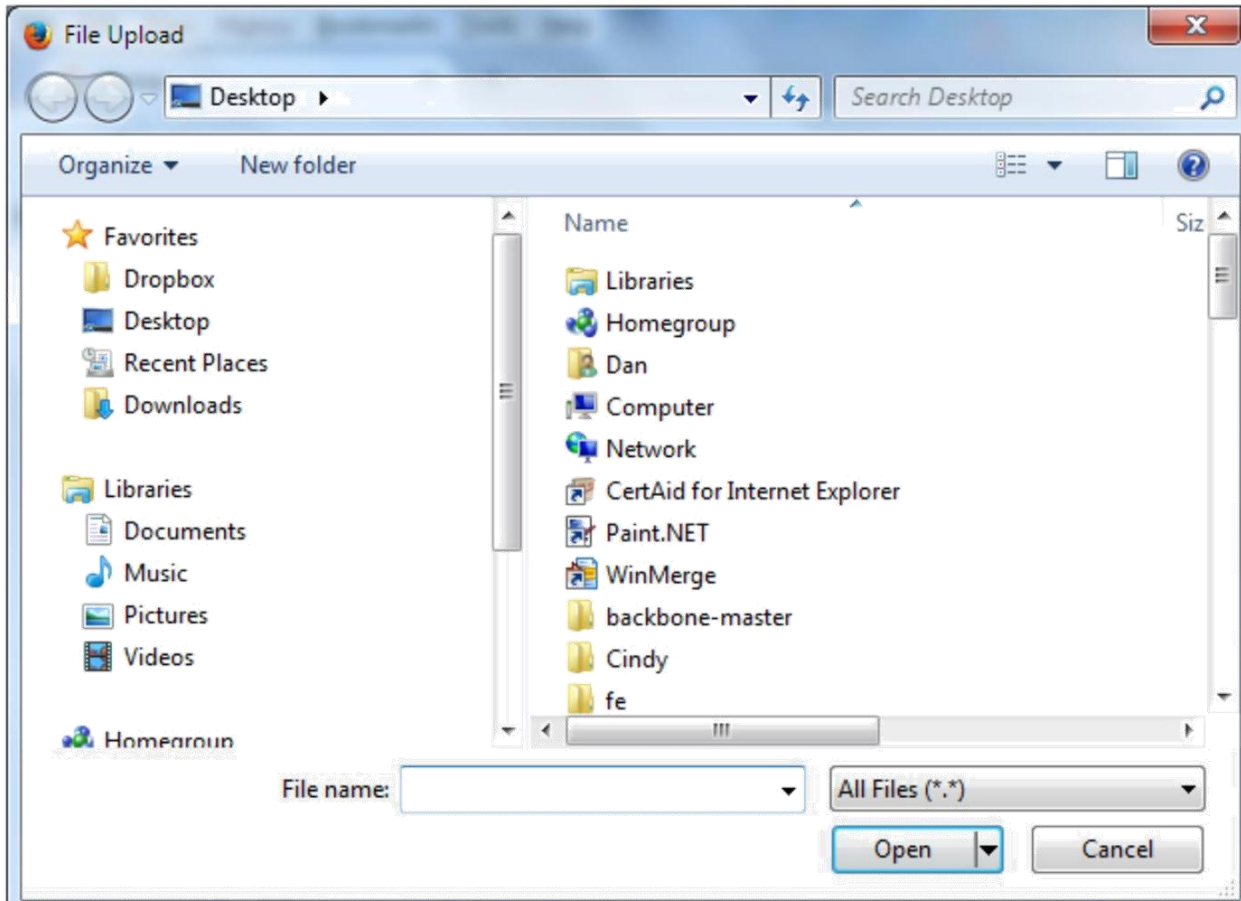 File Upload
Desktop
Search Desktop
Organize
New folder
Favorites
Dropbox
Desktop
Recent Places
Downloads
Libraries
Documents
Music
Pictures
Videos
Homegroup
Name
Siz
Libraries
Homegroup
Dan
Computer
Network
CertAid for Internet Explorer
Paint.NET
WinMerge
backbone-master
Cindy
fe
File name:
All Files (*.*)
Open
Cancel